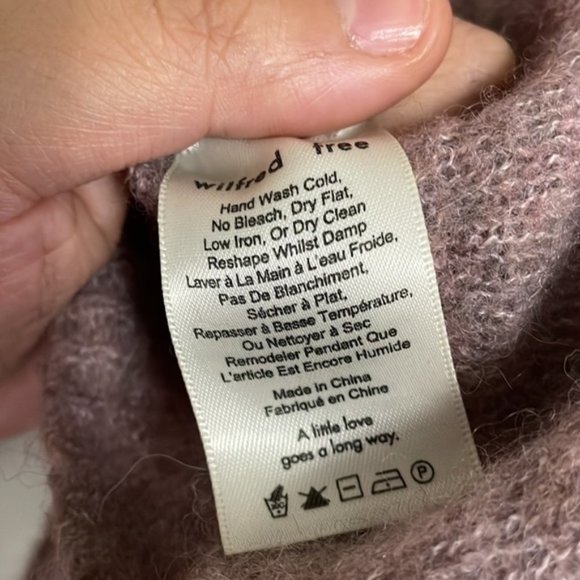 wilfred free
Hand Wash Cold,
No Bleach, Dry Flat,
Low Iron, Or Dry Clean
Reshape Whilst Damp
Laver à La Main à L'eau Froide,
Pas De Blanchiment,
Sécher à Plat,
Repasser à Basse Température,
Ou Nettoyer à Sec
Remodeler Pendant Que
L'article Est Encore Humide
Made in China
Fabriqué en Chine
A little love
goes a long way.
P